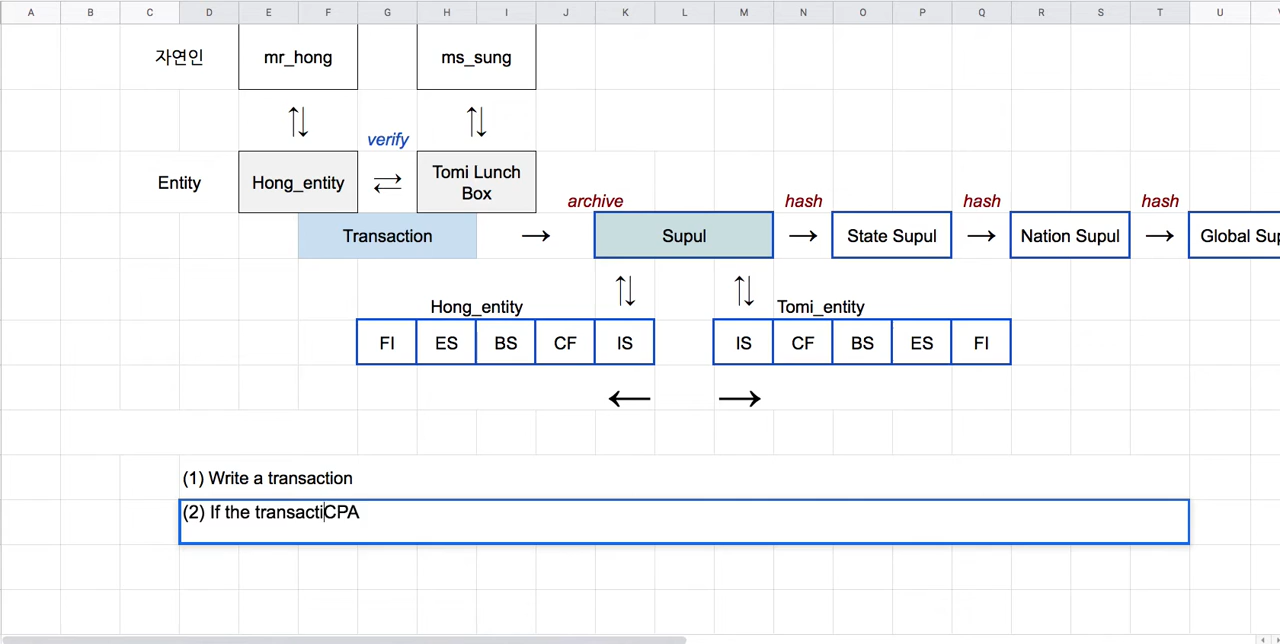 A B C D E F G H I J K L M N O P Q R S T U V
자연인 mr_hong ms_sung
verify
Entity Hong_entity Tomi Lunch
Box
archive hash hash hash
Transaction Supul State Supul Nation Supul Global Sup
Hong_entity Tomi_entity
FI ES BS CF IS IS CF BS ES FI
(1) Write a transaction
(2) If the transactiCPA